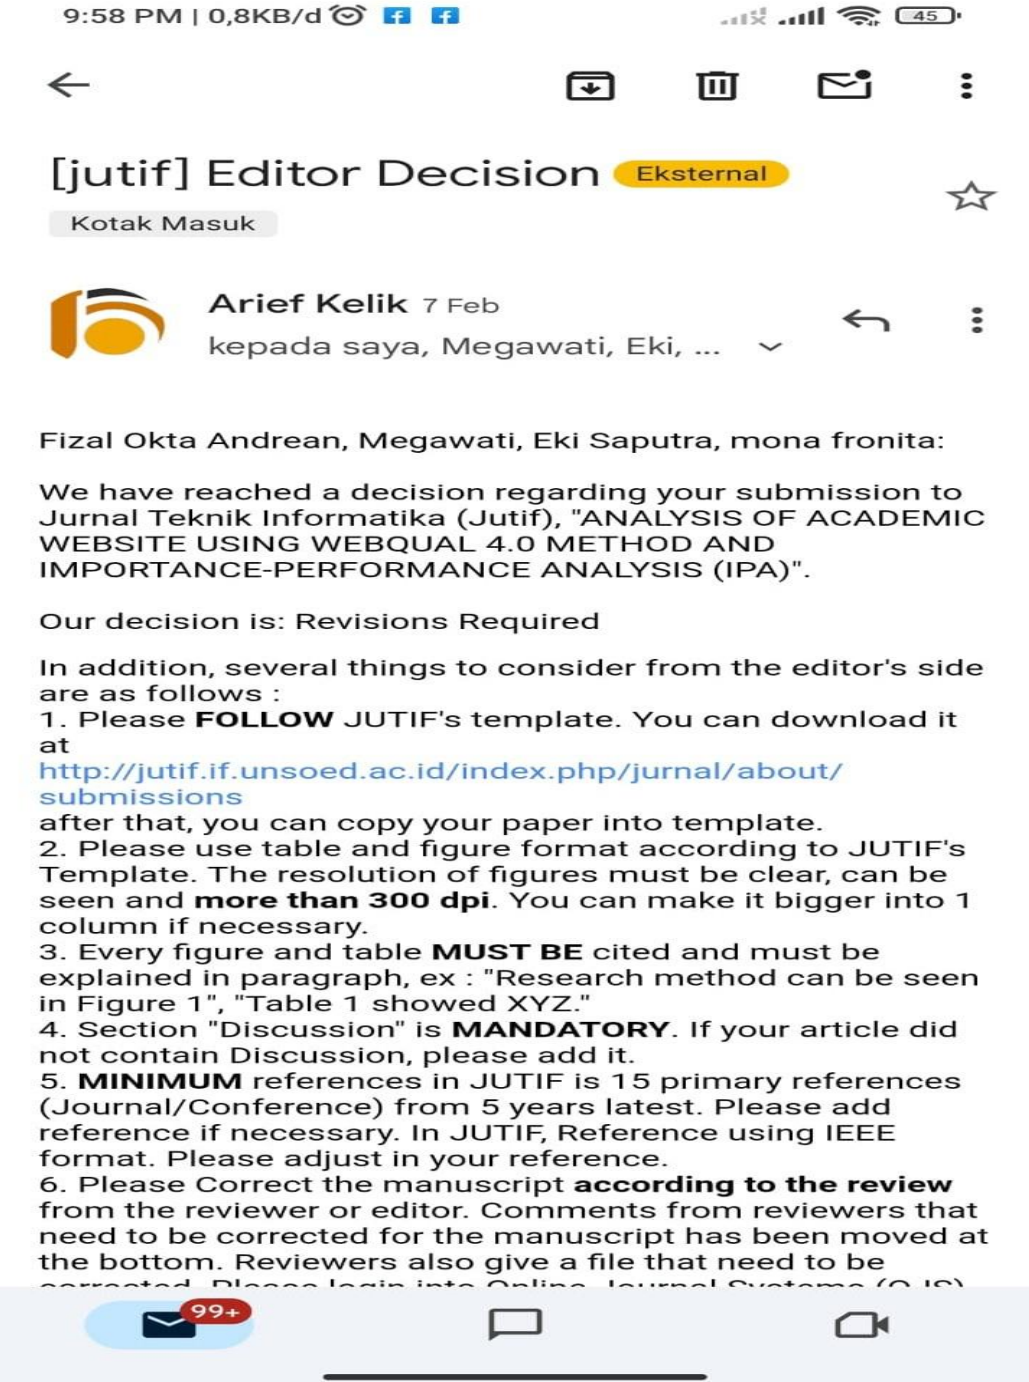 9:58 PM | 0,8KB/d
45
[jutif] Editor Decision Eksternal
Kotak Masuk
Arief Kelik 7 Feb
kepada saya, Megawati, Eki, ...
Fizal Okta Andrean, Megawati, Eki Saputra, mona fronita:
We have reached a decision regarding your submission to
Jurnal Teknik Informatika (Jutif), "ANALYSIS OF ACADEMIC
WEBSITE USING WEBQUAL 4.0 METHOD AND
IMPORTANCE-PERFORMANCE ANALYSIS (IPA)".
Our decision is: Revisions Required
In addition, several things to consider from the editor's side
are as follows :
1. Please FOLLOW JUTIF's template. You can download it
at
http://jutif.if.unsoed.ac.id/index.php/jurnal/about/
submissions
after that, you can copy your paper into template.
2. Please use table and figure format according to JUTIF's
Template. The resolution of figures must be clear, can be
seen and more than 300 dpi. You can make it bigger into 1
column if necessary.
3. Every figure and table MUST BE cited and must be
explained in paragraph, ex : "Research method can be seen
in Figure 1", "Table 1 showed XYZ."
4. Section "Discussion" is MANDATORY. If your article did
not contain Discussion, please add it.
5. MINIMUM references in JUTIF is 15 primary references
(Journal/Conference) from 5 years latest. Please add
reference if necessary. In JUTIF, Reference using IEEE
format. Please adjust in your reference.
6. Please Correct the manuscript according to the review
from the reviewer or editor. Comments from reviewers that
need to be corrected for the manuscript has been moved at
the bottom. Reviewers also give a file that need to be
corrected. Please login into Online Journal Systems (OJS)
99+